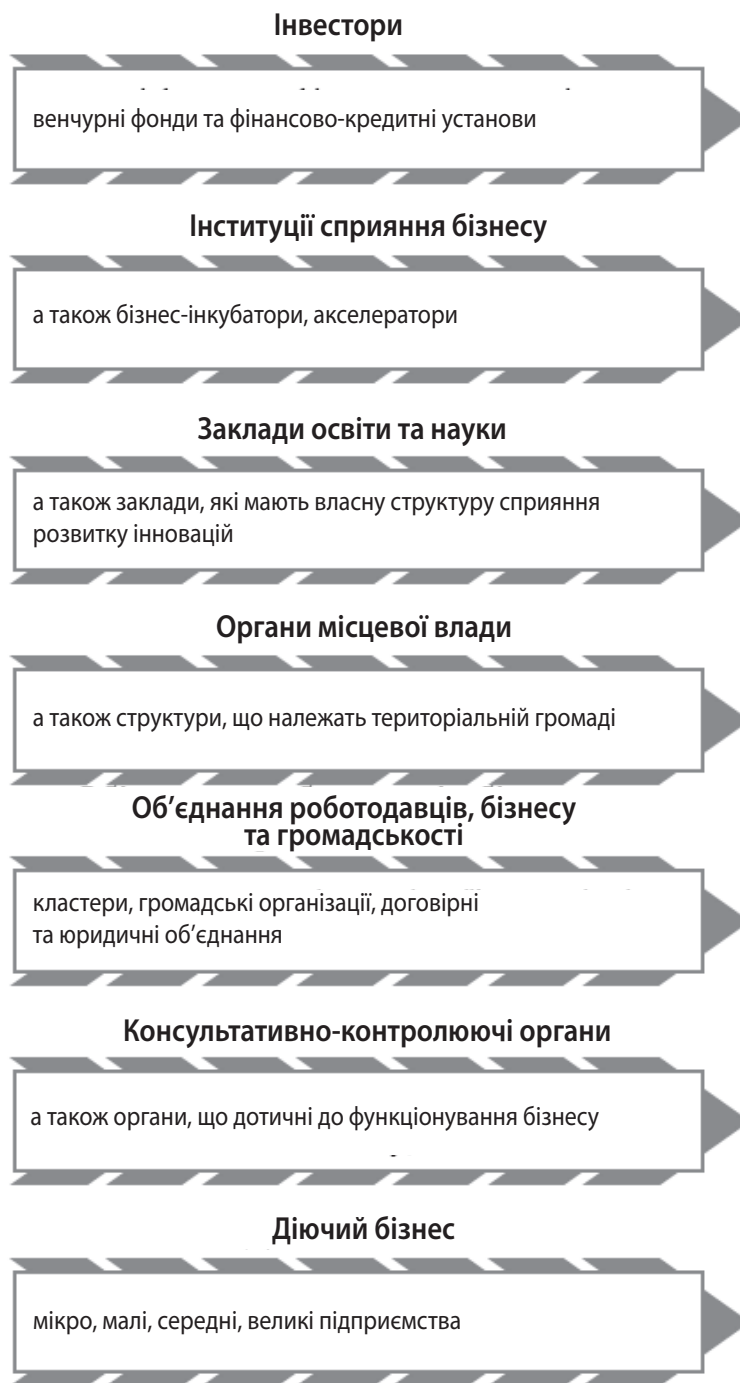 Інвестори
венчурні фонди та фінансово-кредитні установи
Інституції сприяння бізнесу
а також бізнес-інкубатори, акселератори
Заклади освіти та науки
а також заклади, які мають власну структуру сприяння
розвитку інновацій
Органи місцевої влади
а також структури, що належать територіальній громаді
Об’єднання роботодавців, бізнесу
та громадськості
кластери, громадські організації, договірні
та юридичні об’єднання
Консультативно-контролюючі органи
а також органи, що дотичні до функціонування бізнесу
Діючий бізнес
мікро, малі, середні, великі підприємства